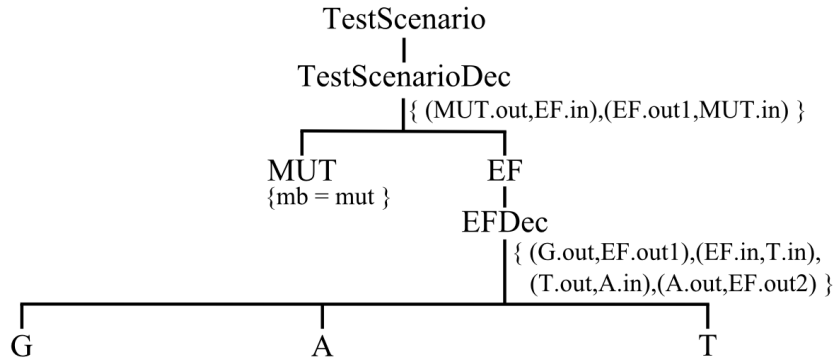 TestScenario
TestScenarioDec
{ (MUT.out,EF.in),(EF.out1,MUT.in) }
MUT
{mb = mut }
EF
EFDec
{ (G.out,EF.out1),(EF.in,T.in),
(T.out,A.in),(A.out,EF.out2) }
G
A
T